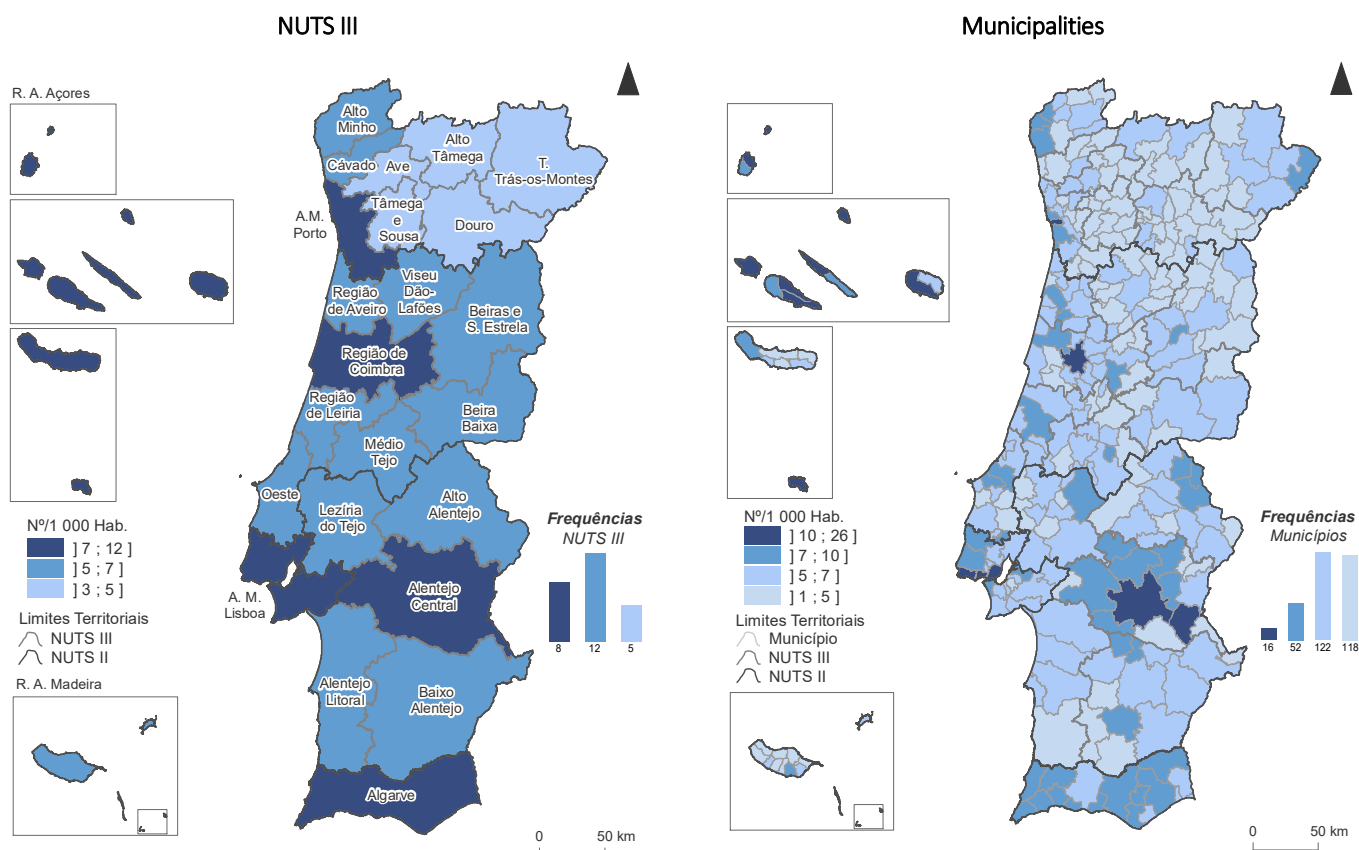 NUTS III
R. A. Açores
Alto
Minho
Cávado
Ave
Alto
Tâmega
T.
Trás-os-Montes
A.M.
Porto
Tâmega
e
Sousa
Douro
Região
de Aveiro
Viseu
Dão-
Lafões
Beiras e
S. Estrela
Região de
Coimbra
Região
de Leiria
Beira
Baixa
Médio
Tejo
Oeste
Lezíria
do Tejo
Alto
Alentejo
A. M.
Lisboa
Alentejo
Central
Alentejo
Litoral
Baixo
Alentejo
Algarve
Nº/1 000 Hab.
] 7 ; 12 ]
] 5 ; 7 ]
] 3 ; 5 ]
Limites Territoriais
NUTS III
NUTS II
R. A. Madeira
Frequências
NUTS III
8 12 5
0 50 km
Municipalities
Nº/1 000 Hab.
] 10 ; 26 ]
] 7 ; 10 ]
] 5 ; 7 ]
] 1 ; 5 ]
Limites Territoriais
Município
NUTS III
NUTS II
Frequências
Municípios
16 52 122 118
0 50 km